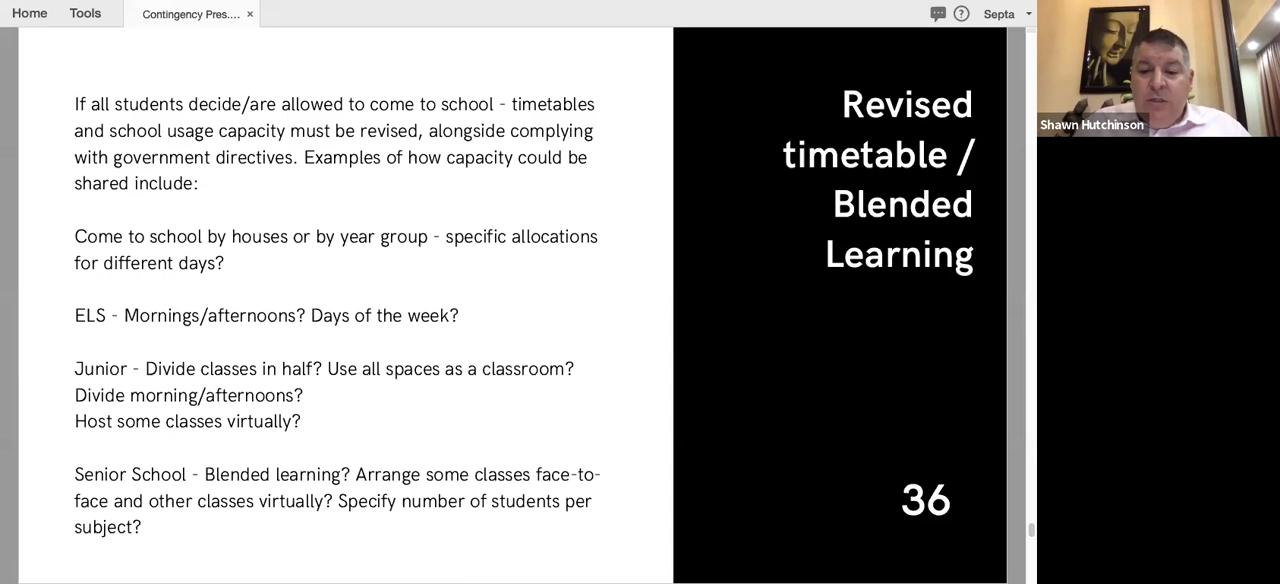 Home
Tools
Contingency Pres.... ×
?
Septa
If all students decide/are allowed to come to school - timetables
and school usage capacity must be revised, alongside complying
with government directives. Examples of how capacity could be
shared include:
Come to school by houses or by year group - specific allocations
for different days?
ELS - Mornings/afternoons? Days of the week?
Junior - Divide classes in half? Use all spaces as a classroom?
Divide morning/afternoons?
Host some classes virtually?
Senior School - Blended learning? Arrange some classes face-to-
face and other classes virtually? Specify number of students per
subject?
Revised
timetable /
Blended
Learning
36
Shawn Hutchinson